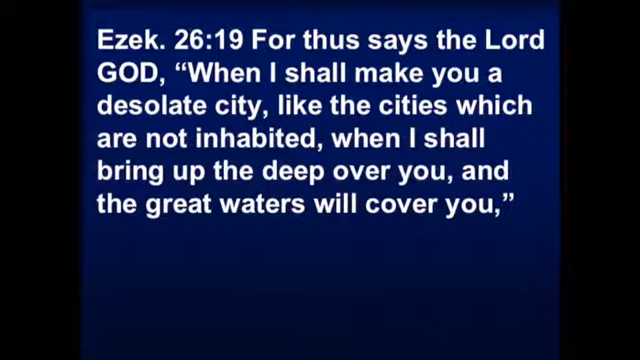 Ezek. 26:19 For thus says the Lord
GOD, “When I shall make you a
desolate city, like the cities which
are not inhabited, when I shall
bring up the deep over you, and
the great waters will cover you,”